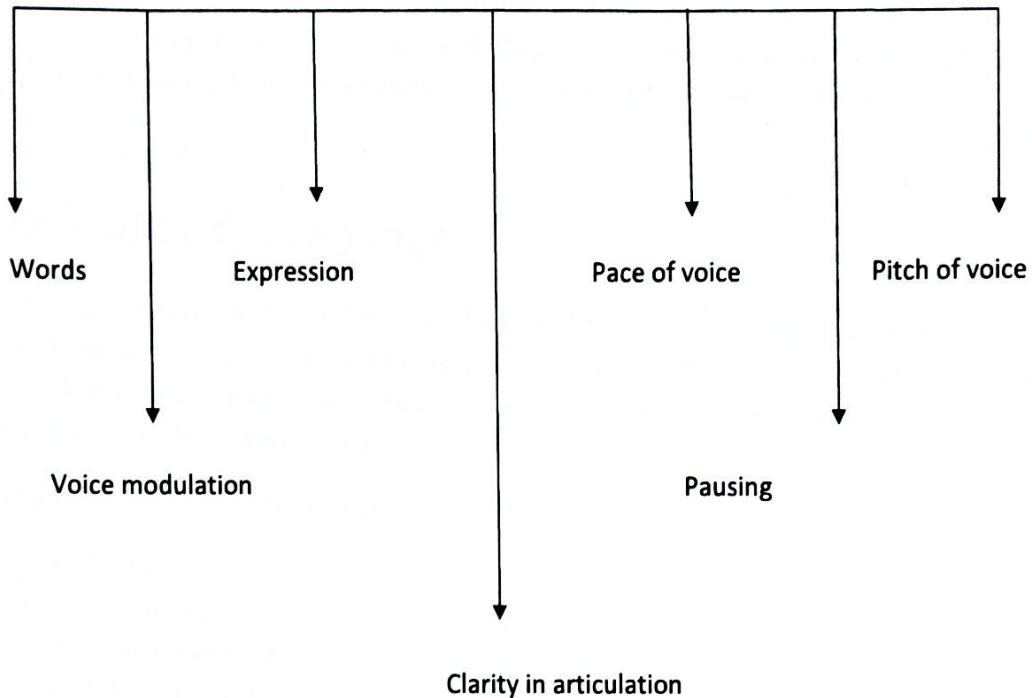 Words
Expression
Pace of voice
Pitch of voice
Voice modulation
Pausing
Clarity in articulation